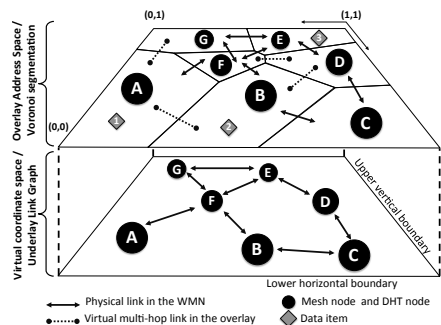 (0,1)
(1,1)
Overlay Address Space /
Voronoi segmentation
G
E
3
F
D
A
B
1
2
C
(0,0)
Virtual coordinate space /
Underlay Link Graph
G
E
F
D
A
B
C
Upper vertical boundary
Lower horizontal boundary
Physical link in the WMN
Mesh node and DHT node
Virtual multi-hop link in the overlay
Data item